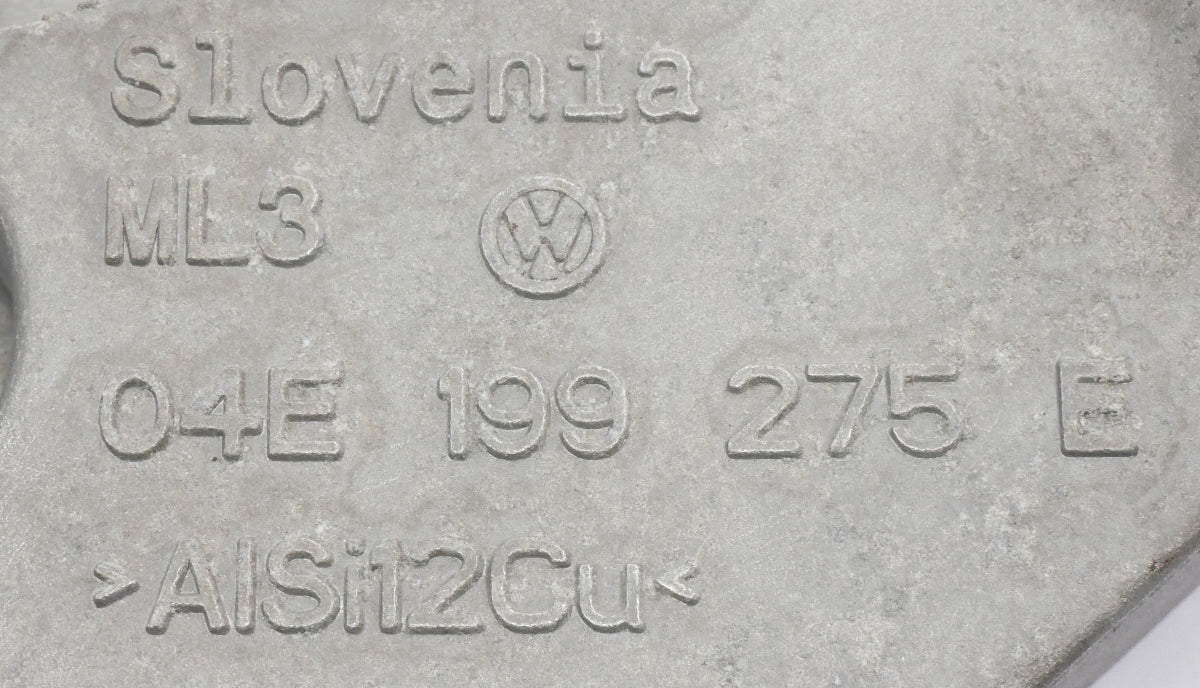 Slovenia
ML3
04E 199 275 E
>AlSi12Cu<